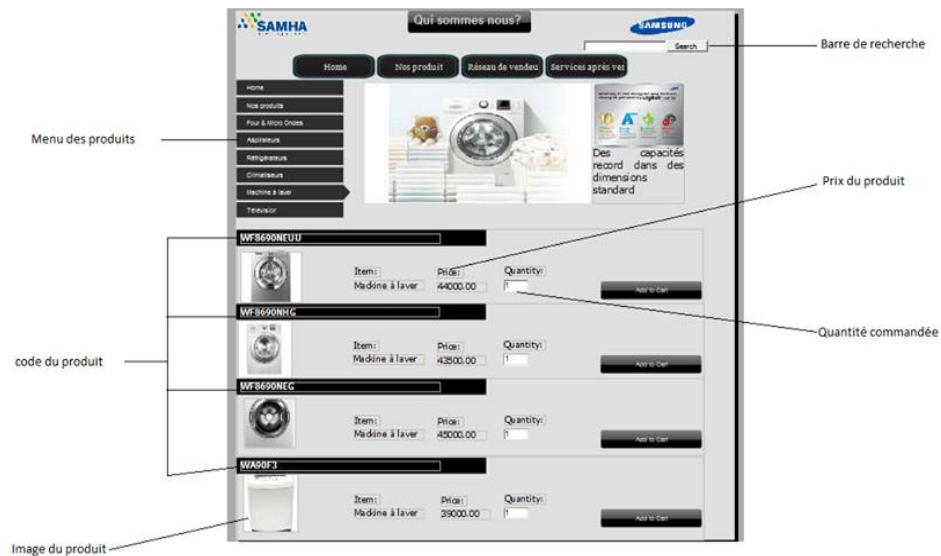 SAMHA
Qui sommes nous?
SAMSUNG
Search
Barre de recherche
Home
Nos produit
Réseau de vendeu
Services après ve
Home
Nos produits
Four & Micro Ondes
Aspirateurs
Réfrigérateurs
Climatiseurs
Machine à laver
Télévision
Menu des produits
Des capacités
record dans des
dimensions
standard
Prix du produit
WF8690NEUU
Item: Price: Quantity:
Machine à laver 44000.00 1
Add to Cart
Quantité commandée
WF8690NHG
Item: Price: Quantity:
Machine à laver 43500.00 1
Add to Cart
code du produit
WF8690NEG
Item: Price: Quantity:
Machine à laver 45000.00 1
Add to Cart
WA90F3
Item: Price: Quantity:
Machine à laver 39000.00 1
Add to Cart
Image du produit